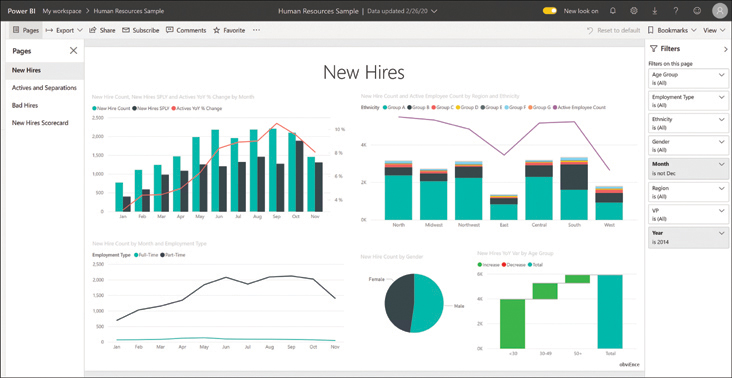 Power BI My workspace > Human Resources Sample
Human Resources Sample | Data updated 2/26/20
New look on
Pages Export Share Subscribe Comments Favorite ...
Reset to default Bookmarks View
Pages
New Hires
Actives and Separations
Bad Hires
New Hires Scorecard
New Hires
New Hire Count, New Hires SPLY and Actives YoY % Change by Month
New Hire Count New Hires SPLY Actives YoY % Change
2,500
2,000
1,500
1,000
500
0
10 %
8 %
6 %
4 %
Jan Feb Mar Apr May Jun Jul Aug Sep Oct Nov
New Hire Count and Active Employee Count by Region and Ethnicity
Ethnicity Group A Group B Group C Group D Group E Group F Group G Active Employee Count
4K
2K
0K
North Midwest Northwest East Central South West
New Hire Count by Month and Employment Type
Employment Type Full-Time Part-Time
2,500
2,000
1,500
1,000
500
0
Jan Feb Mar Apr May Jun Jul Aug Sep Oct Nov
New Hire Count by Gender
Female
Male
New Hires YoY Var by Age Group
Increase Decrease Total
6K
4K
2K
0K
<30 30-49 50+ Total
obviEnce
Filters
Filters on this page
Age Group
is (All)
Employment Type
is (All)
Ethnicity
is (All)
Gender
is (All)
Month
is not Dec
Region
is (All)
VP
is (All)
Year
is 2014